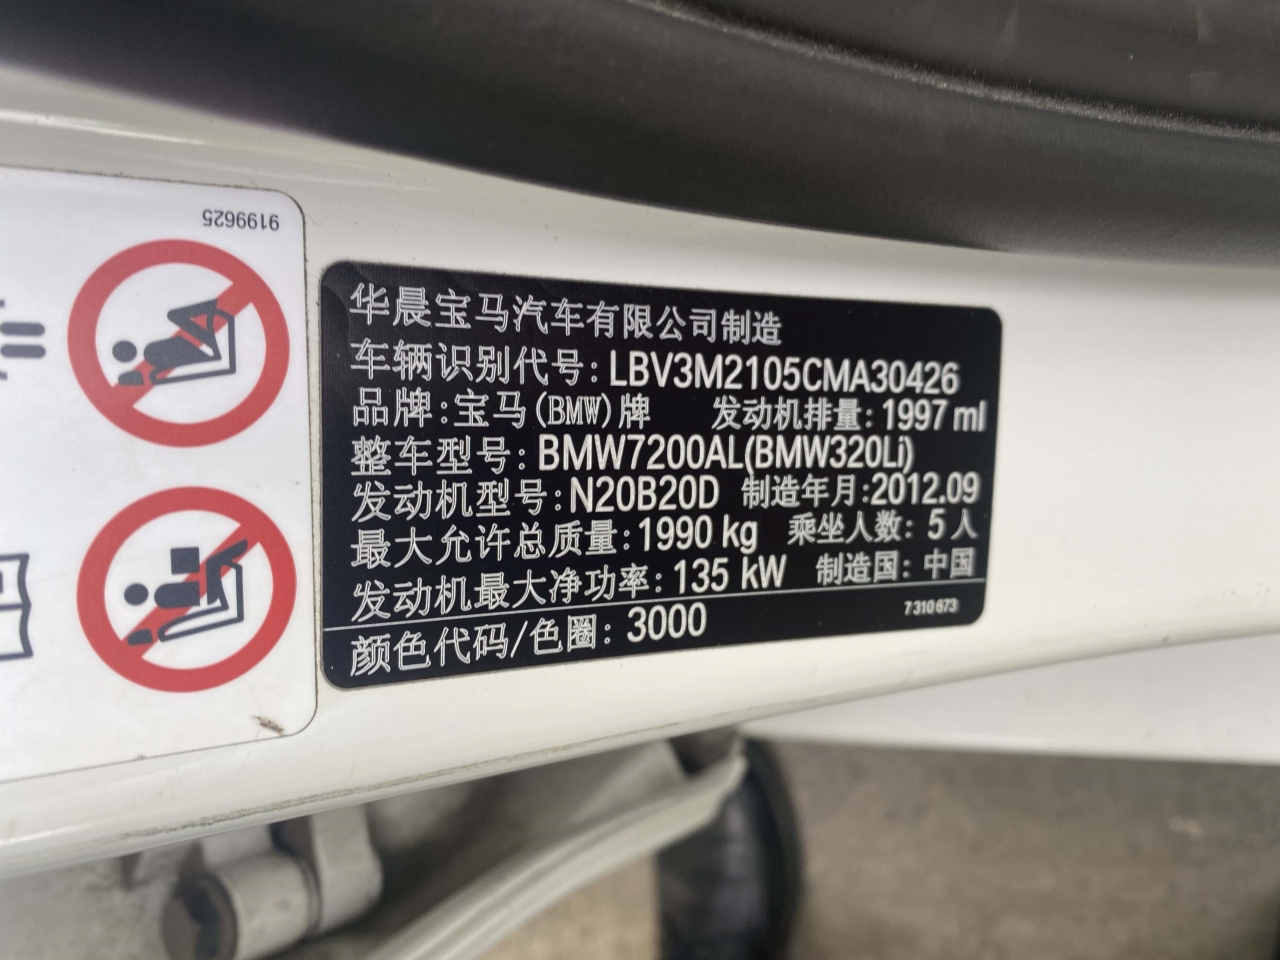 9199625
华晨宝马汽车有限公司制造
车辆识别代号: LBV3M2105CMA30426
品牌:宝马(BMW)牌 发动机排量: 1997 ml
整车型号: BMW7200AL(BMW320Li)
发动机型号: N20B20D 制造年月:2012.09
最大允许总质量: 1990 kg 乘坐人数: 5人
发动机最大净功率: 135 kW 制造国: 中国
7 310 673
颜色代码/色圈: 3000